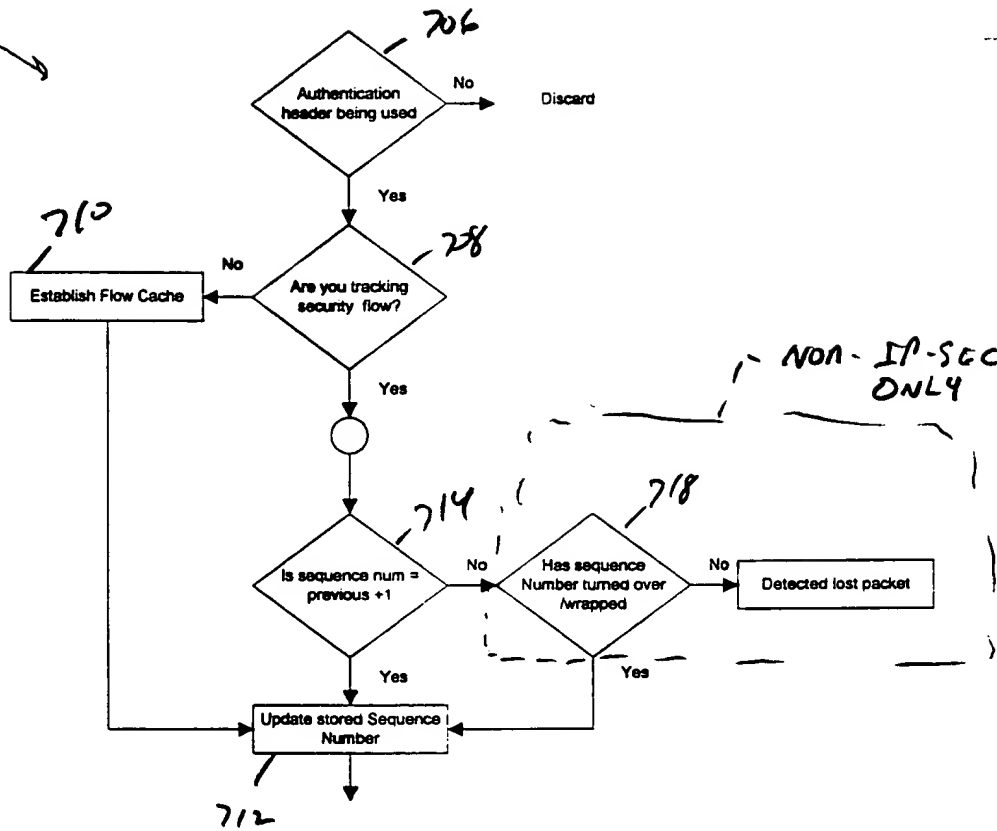 706
Authentication
header being used
No
Discard
Yes
710
708
No
Establish Flow Cache
Are you tracking
security flow?
Yes
NON-IP-SEC
ONLY
714
718
Is sequence num =
previous +1
No
Has sequence
Number turned over
/wrapped
No
Detected lost packet
Yes
Yes
Update stored Sequence
Number
712